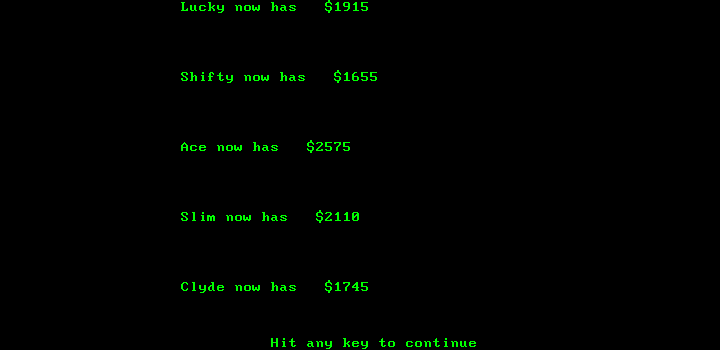 Lucky now has   $1915
Shifty now has   $1655
Ace now has   $2575
Slim now has   $2110
Clyde now has   $1745
Hit any key to continue